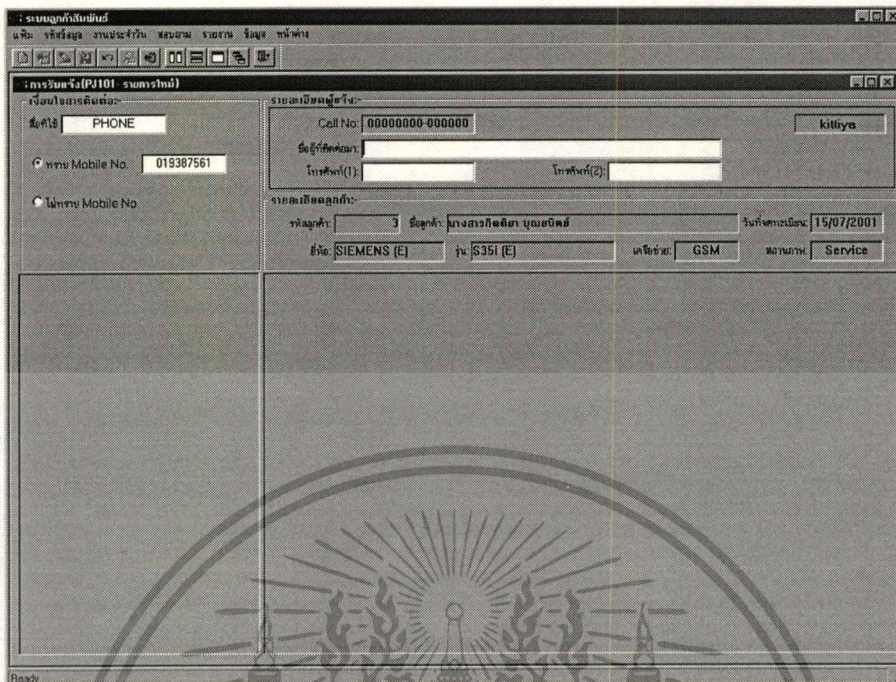 : ระบบลูกค้าสัมพันธ์
แฟ้ม รหัสข้อมูล งานประจำวัน สอบถาม รายงาน ข้อมูล หน้าต่าง
: การรับแจ้ง(PJ101 - รายการใหม่)
เงื่อนไขการติดต่อ:-
สื่อที่ใช้ PHONE
ทราบ Mobile No. 019387561
ไม่ทราบ Mobile No
รายละเอียดผู้แจ้ง:-
Call No: 00000000-000000 kittiya
ชื่อผู้ที่ติดต่อมา:
โทรศัพท์(1): โทรศัพท์(2):
รายละเอียดลูกค้า:-
รหัสลูกค้า: 3 ชื่อลูกค้า: นางสาวกิตติยา วันที่จดทะเบียน: 15/07/2001
ยี่ห้อ: SIEMENS (E) รุ่น: S35I (E) เครือข่าย: GSM สถานภาพ: Service
Ready